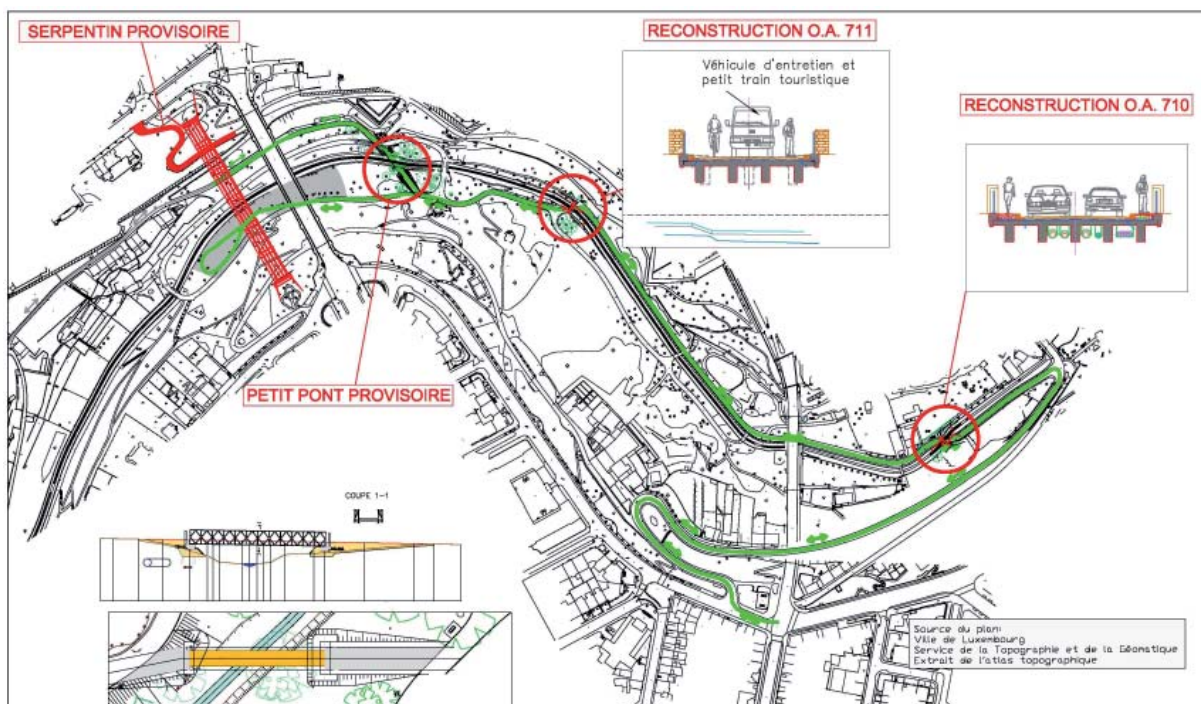 SERPENTIN PROVISOIRE
RECONSTRUCTION O.A. 711
Véhicule d'entretien et
petit train touristique
RECONSTRUCTION O.A. 710
PETIT PONT PROVISOIRE
COUPE 1-1
Source du plan:
Ville de Luxembourg
Service de la Topographie et de la Géomatique
Extrait de l'atlas topographique